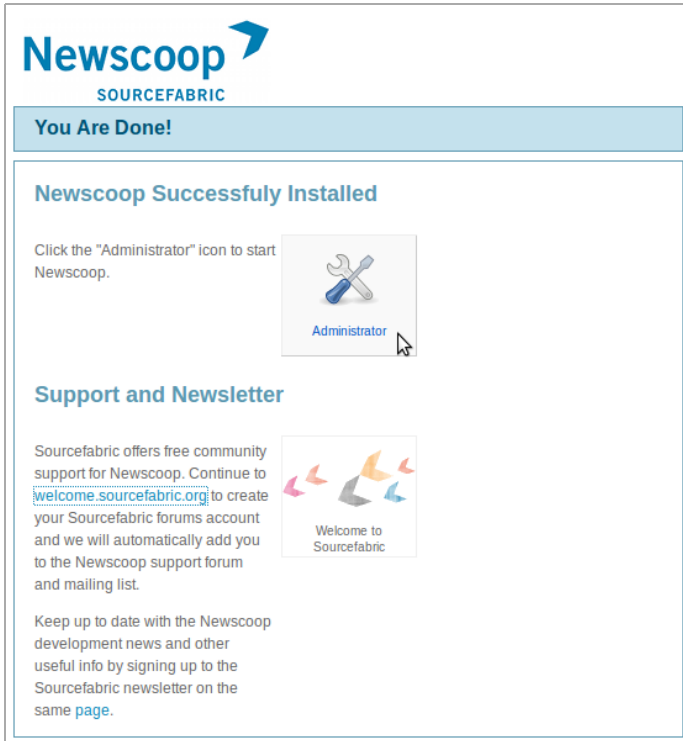 Newscoop
SOURCEFABRIC
You Are Done!
Newscoop Successfuly Installed
Click the "Administrator" icon to start
Newscoop.
Administrator
Support and Newsletter
Sourcefabric offers free community
support for Newscoop. Continue to
welcome.sourcefabric.org to create
your Sourcefabric forums account
and we will automatically add you
to the Newscoop support forum
and mailing list.
Welcome to
Sourcefabric
Keep up to date with the Newscoop
development news and other
useful info by signing up to the
Sourcefabric newsletter on the
same page.